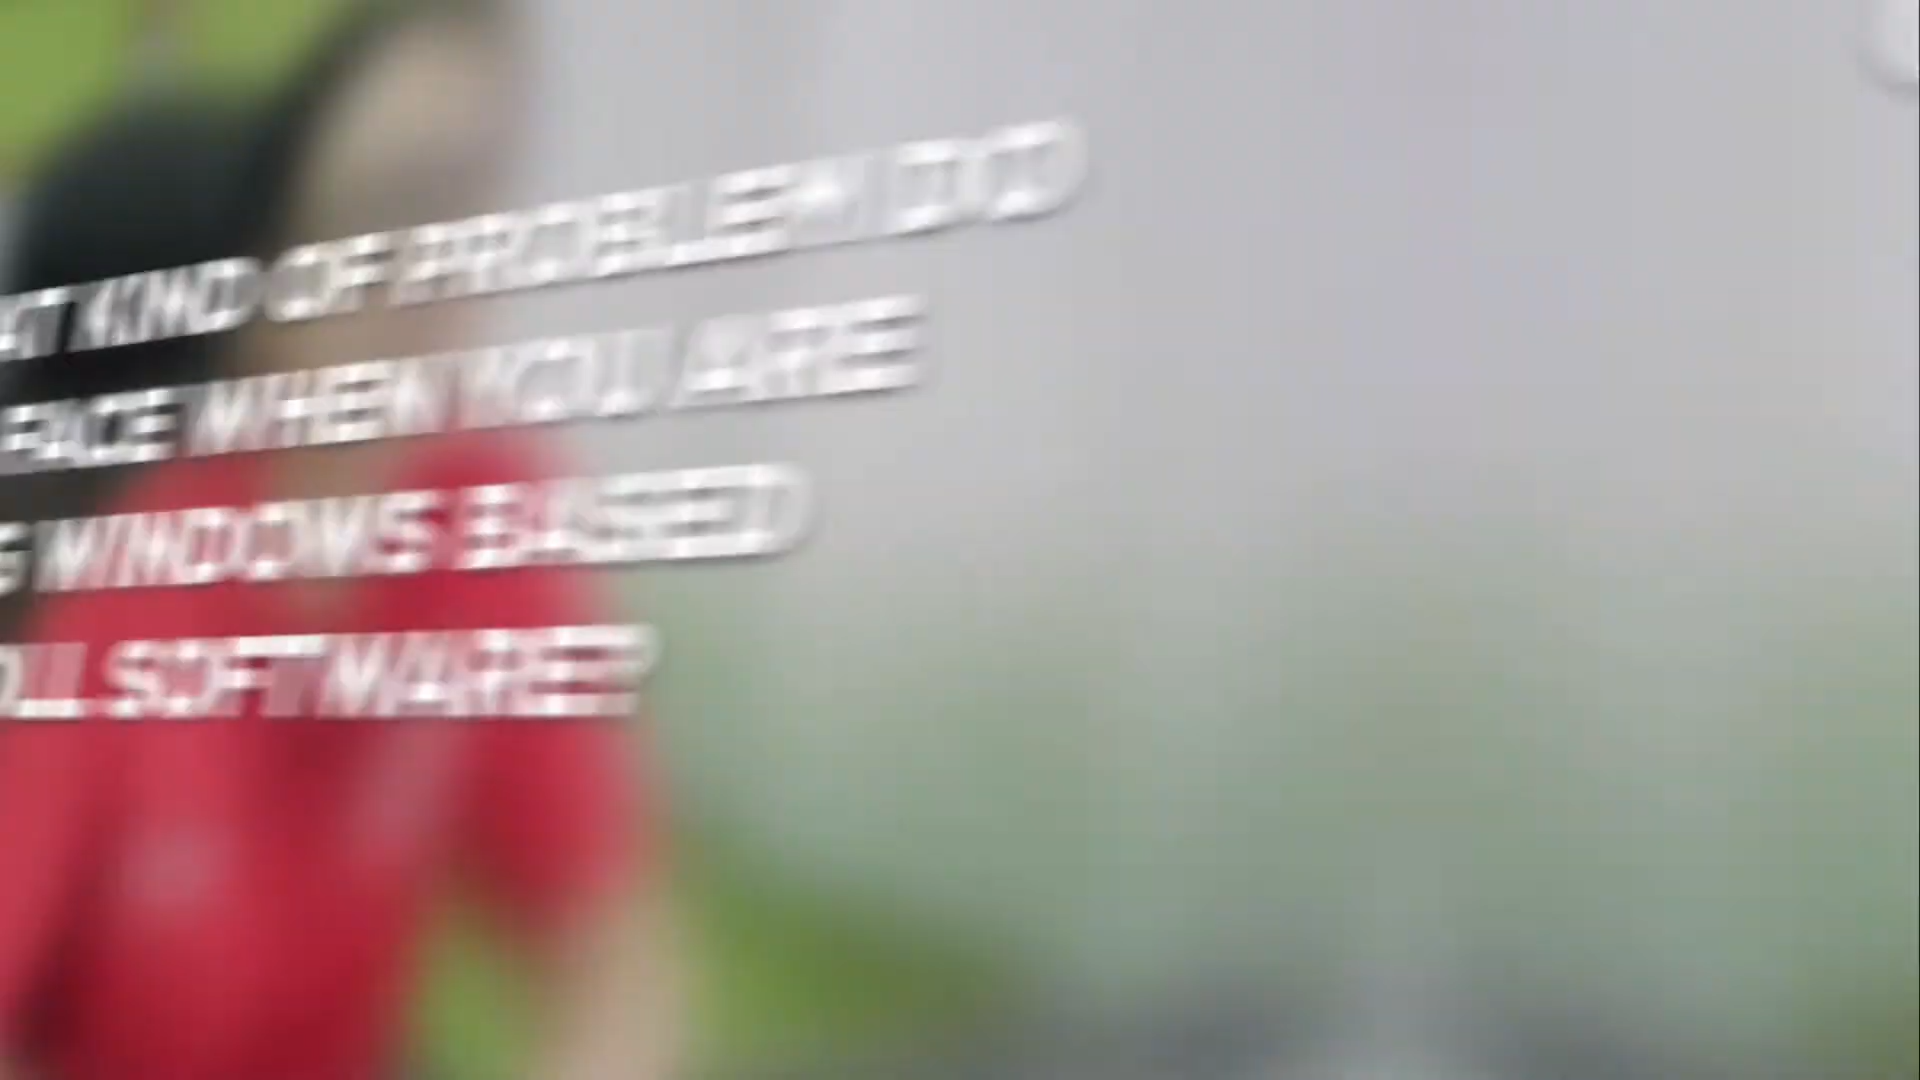 KIND OF PROBLEM DO
FACE WHEN YOU ARE
WINDOWS BASED
SOFTWARE?